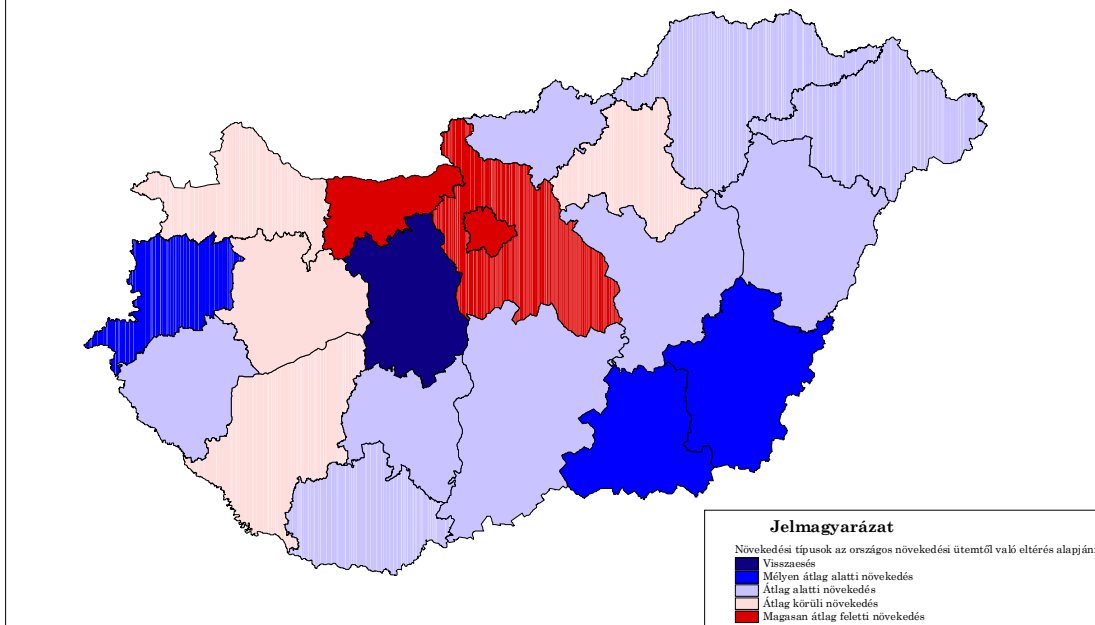 Jelmagyarázat
Növekedési típusok az országos növekedési ütemtől való eltérés alapján:
Visszaesés
Mélyen átlag alatti növekedés
Átlag alatti növekedés
Átlag körüli növekedés
Magasan átlag feletti növekedés